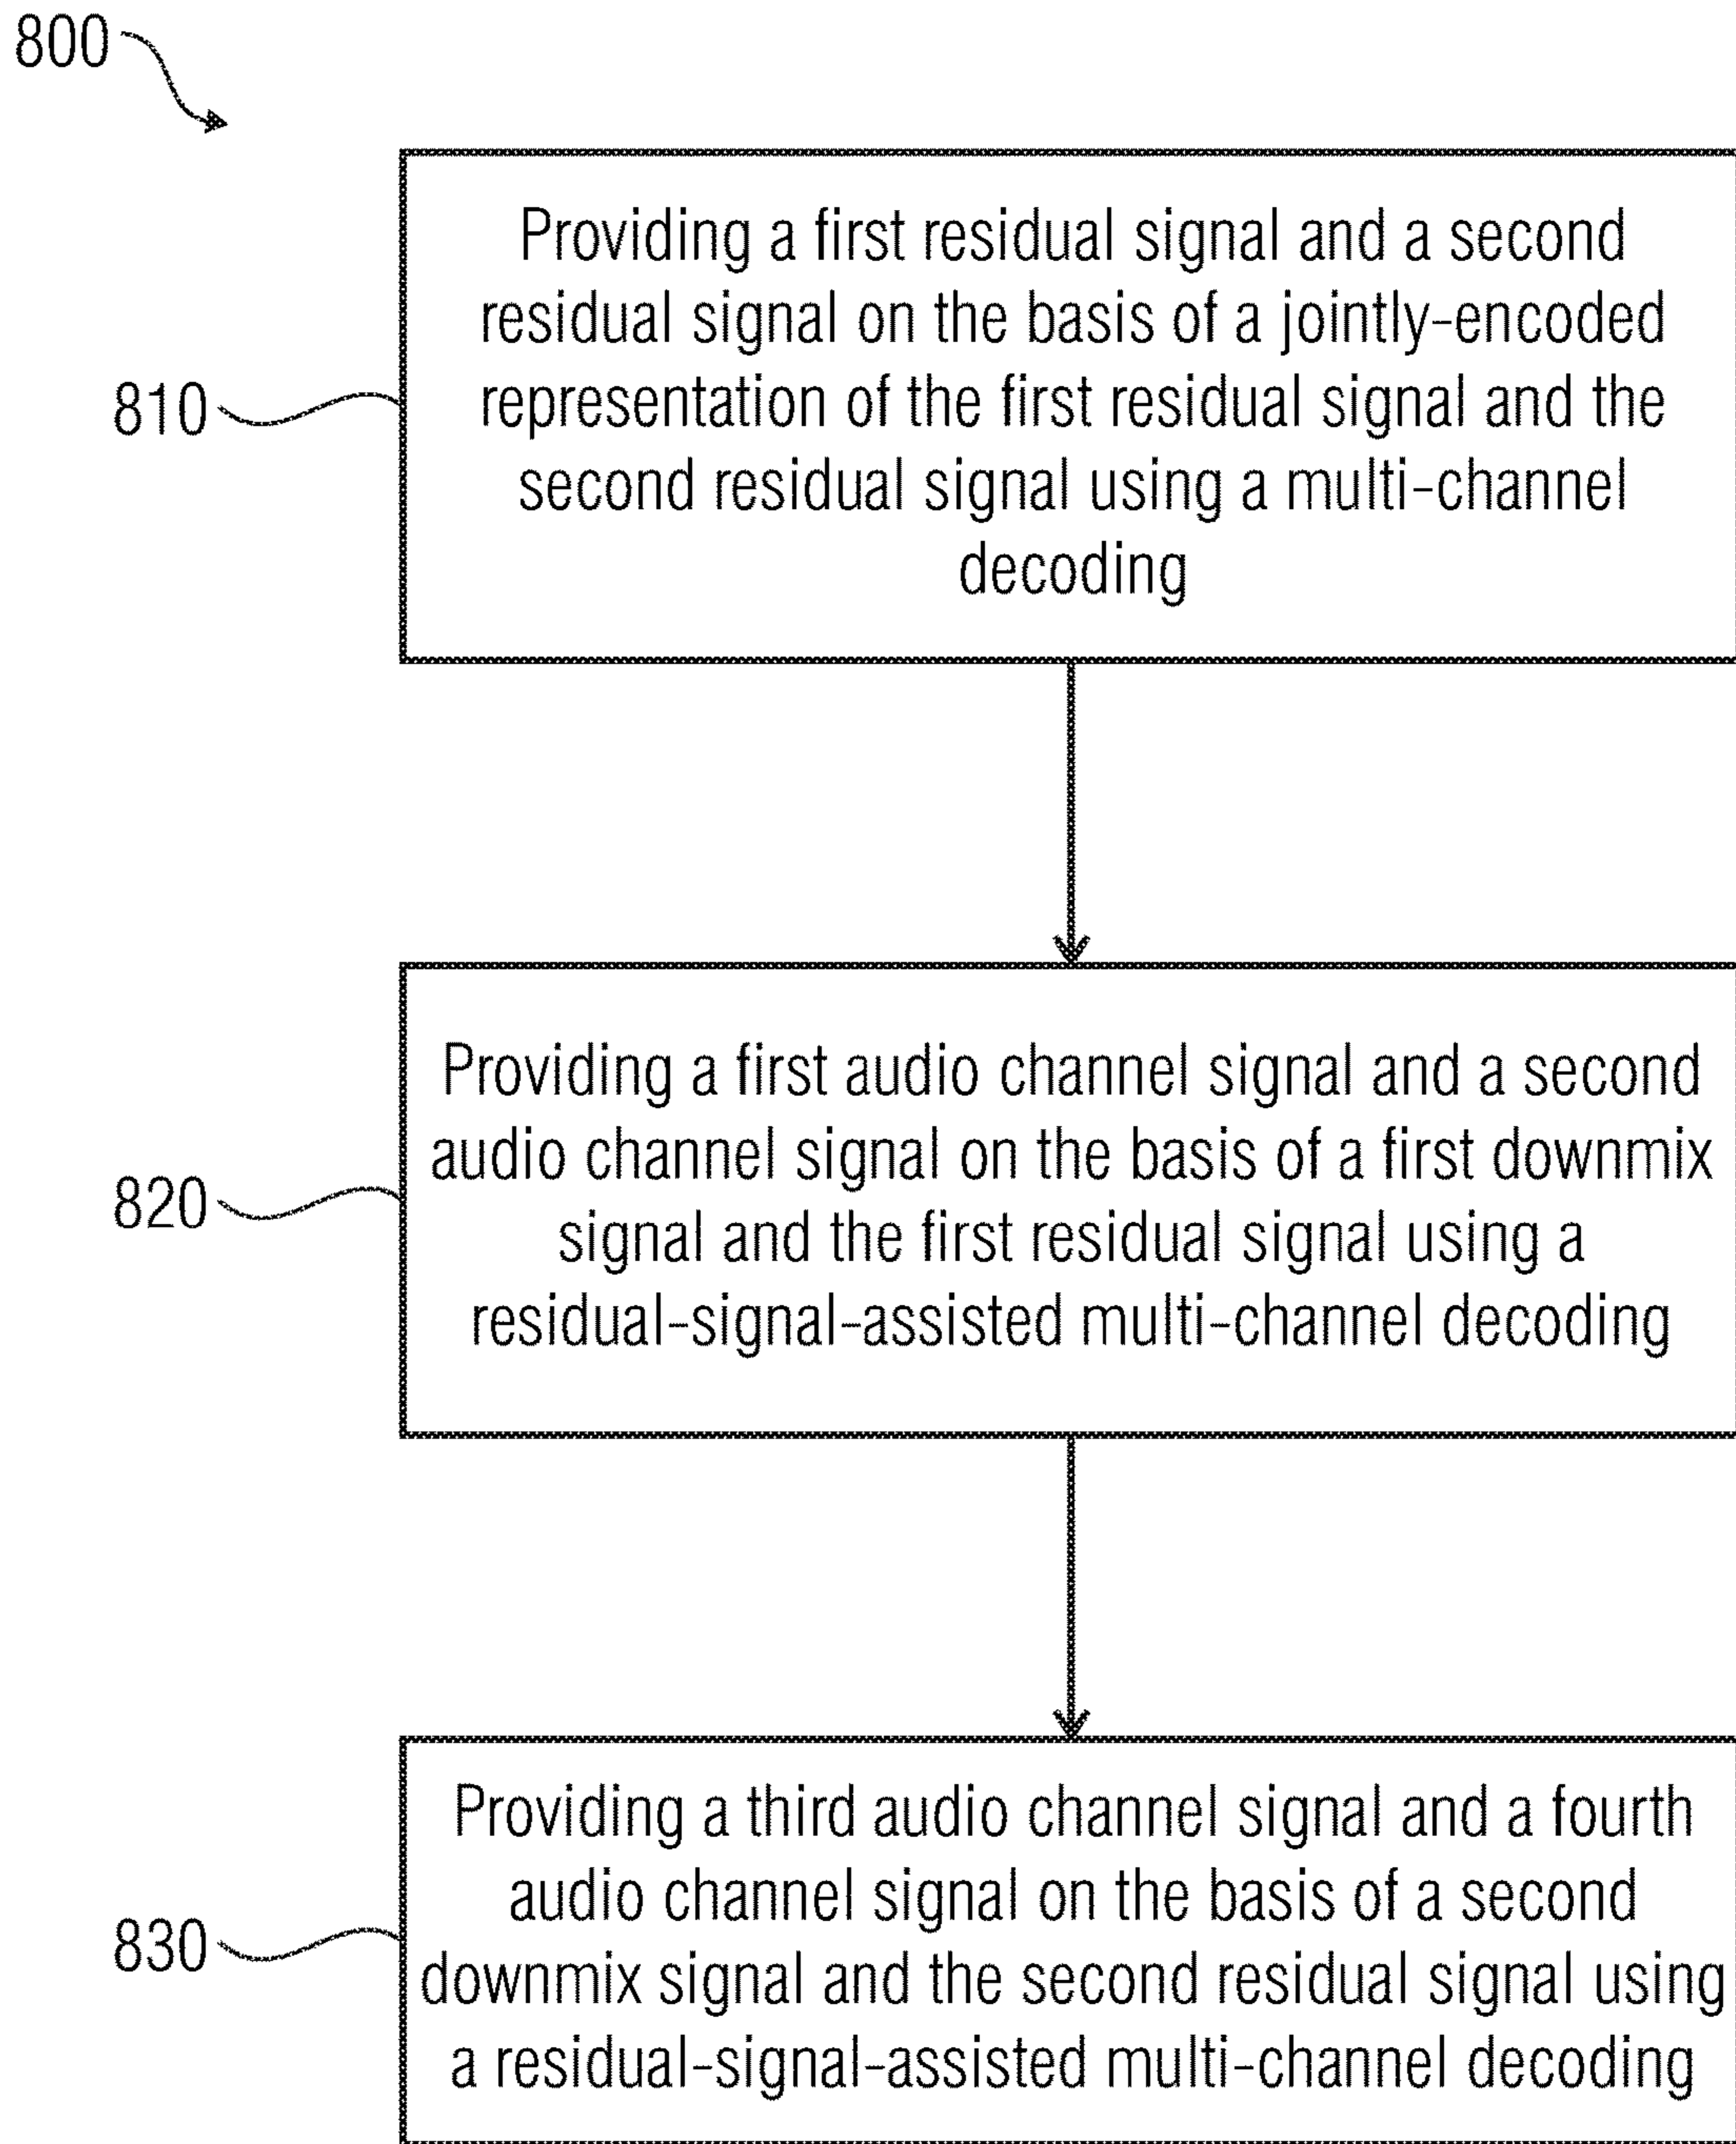 800
Providing a first residual signal and a second
residual signal on the basis of a jointly-encoded
representation of the first residual signal and the
second residual signal using a multi-channel
decoding
810
Providing a first audio channel signal and a second
audio channel signal on the basis of a first downmix
signal and the first residual signal using a
residual-signal-assisted multi-channel decoding
820
Providing a third audio channel signal and a fourth
audio channel signal on the basis of a second
downmix signal and the second residual signal using
a residual-signal-assisted multi-channel decoding
830